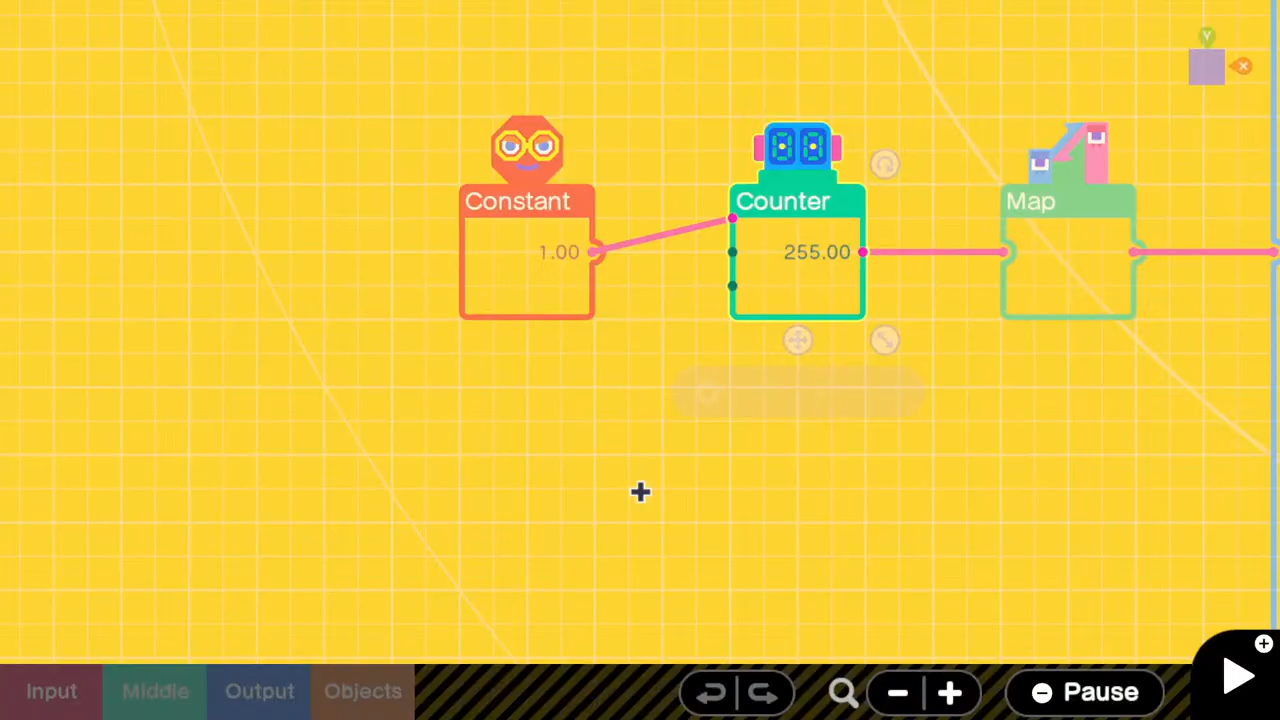 Y
X
Constant
Counter
Map
1.00
255.00
Input
Middle
Output
Objects
Pause